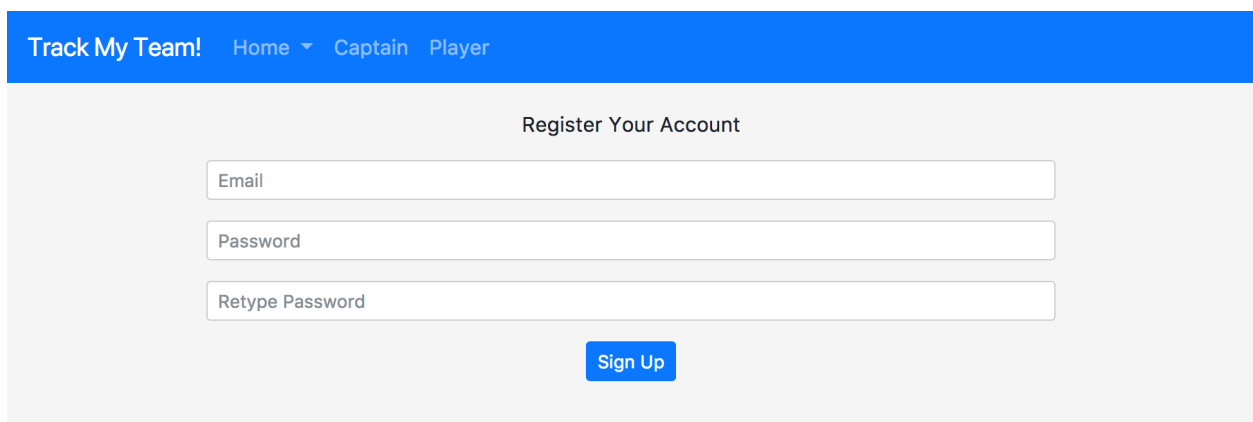 Track My Team! Home Captain Player
Register Your Account
Email
Password
Retype Password
Sign Up